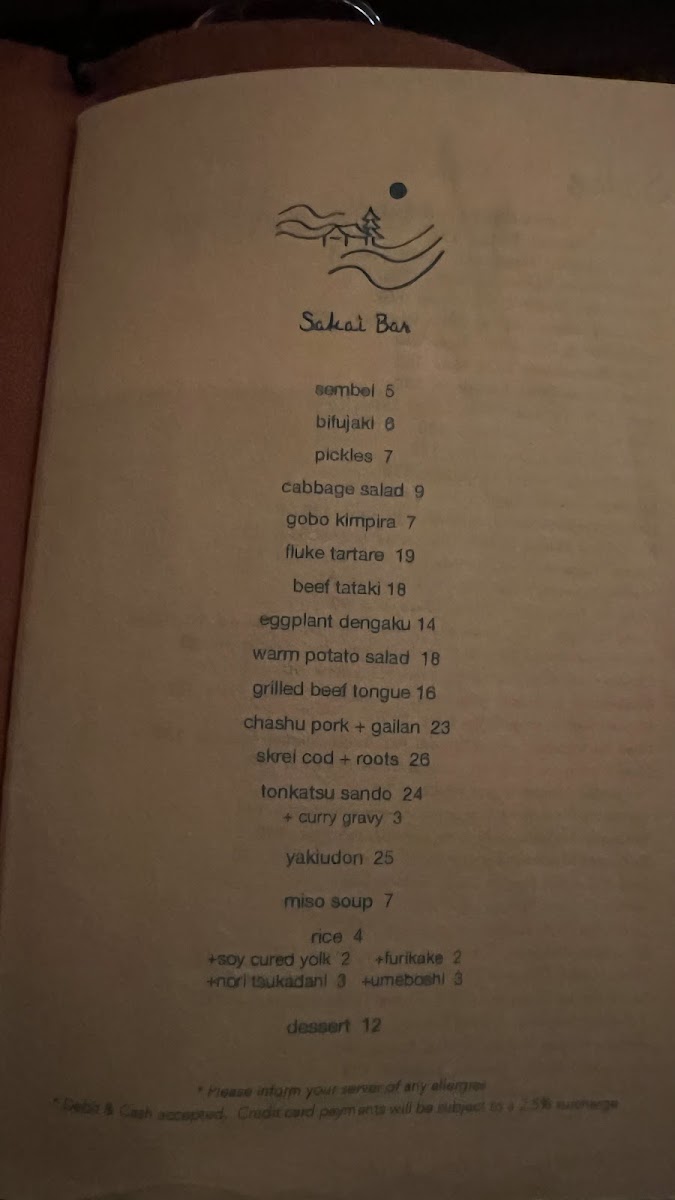 Sakai Bar
sembei 5
bifujaki 6
pickles 7
cabbage salad 9
gobo kimpira 7
fluke tartare 19
beef tataki 18
eggplant dengaku 14
warm potato salad 18
grilled beef tongue 16
chashu pork + gailan 23
skrei cod + roots 26
tonkatsu sando 24
+ curry gravy 3
yakiudon 25
miso soup 7
rice 4
+soy cured yolk 2 +furikake 2
+nori tsukadani 3 +umeboshi 3
dessert 12
* Please inform your server of any allergies
* Debit & Cash accepted. Credit card payments will be subject to a 2.5% surcharge